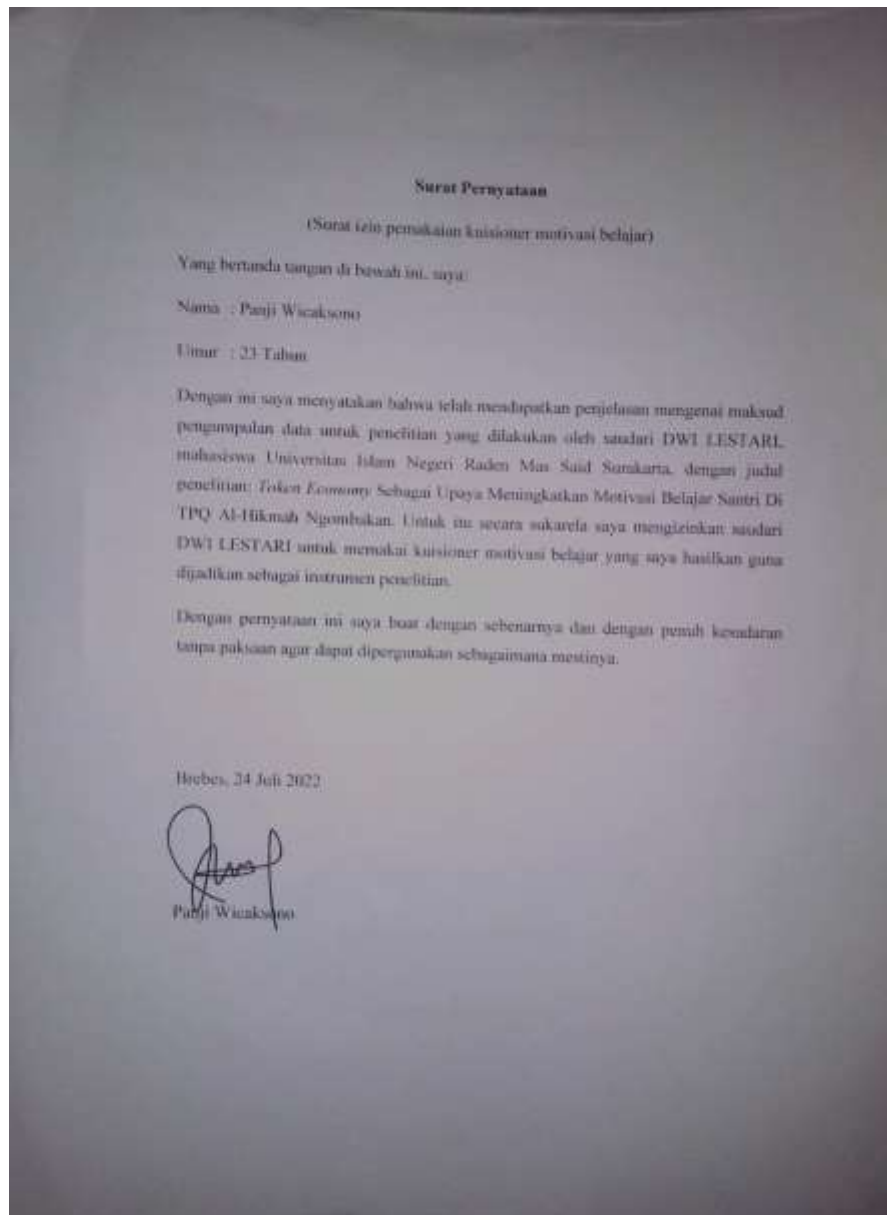 Surat Pernyataan
(Surat izin pemakaian kuisioner motivasi belajar)
Yang bertanda tangan di bawah ini, saya:
Nama : Panji Wicaksono
Umur : 23 Tahun
Dengan ini saya menyatakan bahwa telah mendapatkan penjelasan mengenai maksud
pengumpulan data untuk penelitian yang dilakukan oleh saudari DWI LESTARI,
mahasiswa Universitas Islam Negeri Raden Mas Said Surakarta, dengan judul
penelitian: Token Economy Sebagai Upaya Meningkatkan Motivasi Belajar Santri Di
TPQ Al-Hikmah Ngombakan. Untuk itu secara sukarela saya mengizinkan saudari
DWI LESTARI untuk memakai kuisioner motivasi belajar yang saya hasilkan guna
dijadikan sebagai instrumen penelitian.
Dengan pernyataan ini saya buat dengan sebenarnya dan dengan penuh kesadaran
tanpa paksaan agar dapat dipergunakan sebagaimana mestinya.
Brebes, 24 Juli 2022
Panji Wicaksono